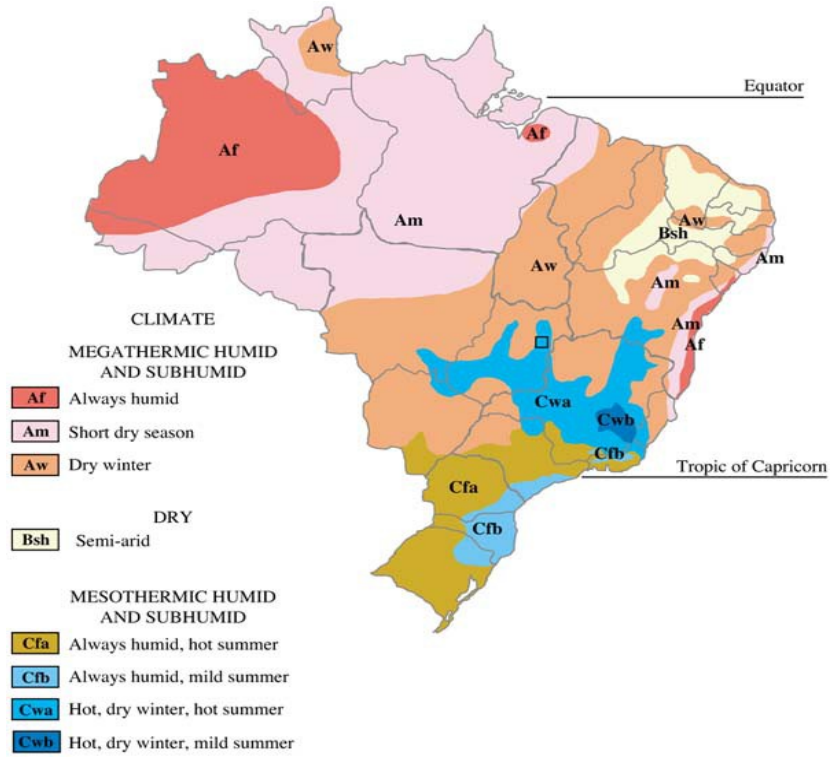 Aw
Equator
Af
Af
Am
Aw
Bsh
Aw
Am
Am
Am
Af
Cwa
Cwb
Cfb
Tropic of Capricorn
Cfa
Cfb
CLIMATE
MEGATHERMIC HUMID
AND SUBHUMID
Af Always humid
Am Short dry season
Aw Dry winter
DRY
Bsh Semi-arid
MESOTHERMIC HUMID
AND SUBHUMID
Cfa Always humid, hot summer
Cfb Always humid, mild summer
Cwa Hot, dry winter, hot summer
Cwb Hot, dry winter, mild summer